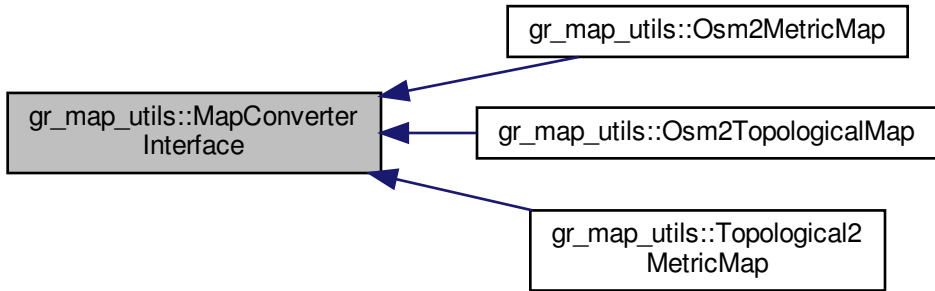 gr_map_utils::MapConverter
Interface
gr_map_utils::Osm2MetricMap
gr_map_utils::Osm2TopologicalMap
gr_map_utils::Topological2
MetricMap